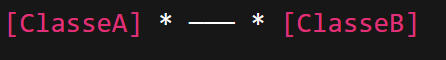 [ClasseA] * ─── * [ClasseB]